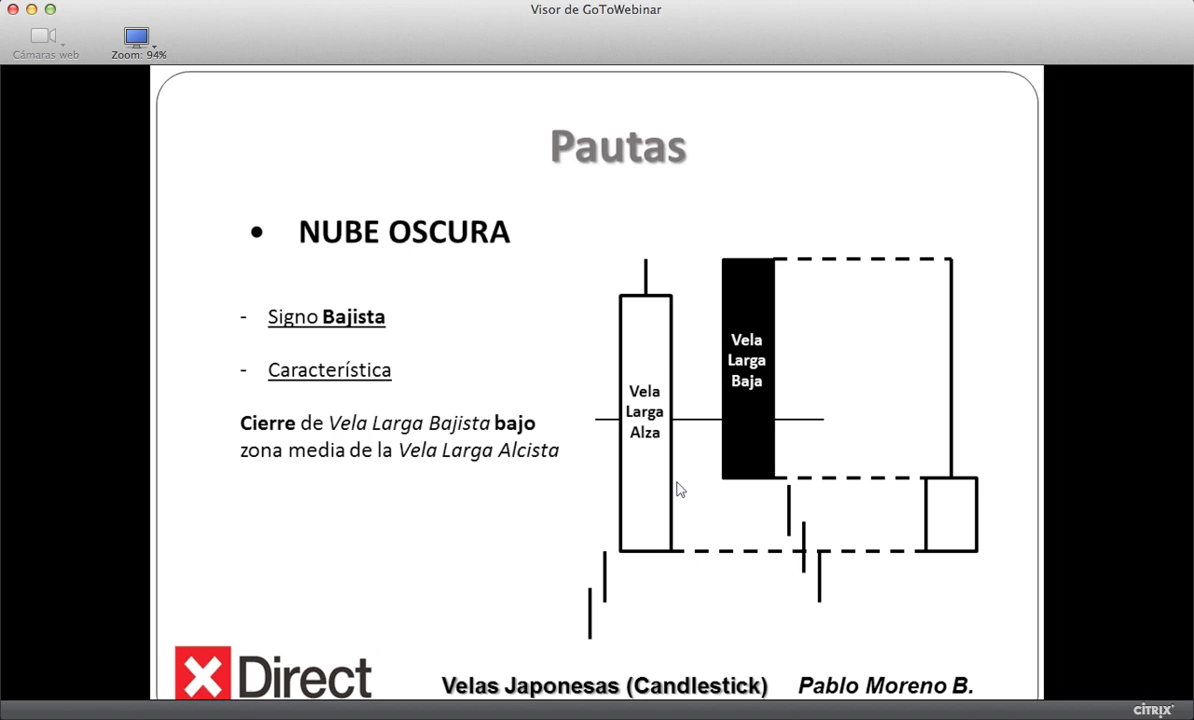 Visor de GoToWebinar
Cámaras web
Zoom: 94%
Pautas
• NUBE OSCURA
- Signo Bajista
- Característica
Cierre de Vela Larga Bajista bajo
zona media de la Vela Larga Alcista
Vela
Larga
Alza
Vela
Larga
Baja
X Direct
Velas Japonesas (Candlestick) Pablo Moreno B.
CİTRIX